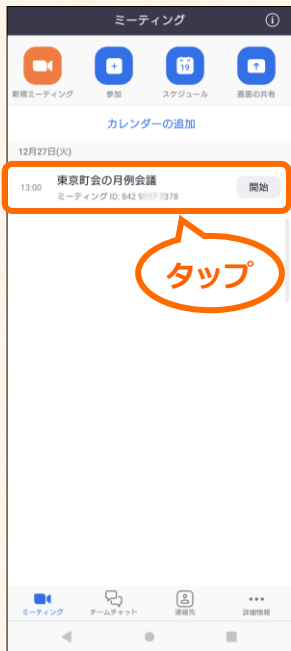 ミーティング
新規ミーティング
参加
19
スケジュール
画面の共有
カレンダーの追加
12月27日(火)
13:00
東京町会の月例会議
開始
ミーティング ID: 842 9 378
タップ
ミーティング
チームチャット
連絡先
詳細情報